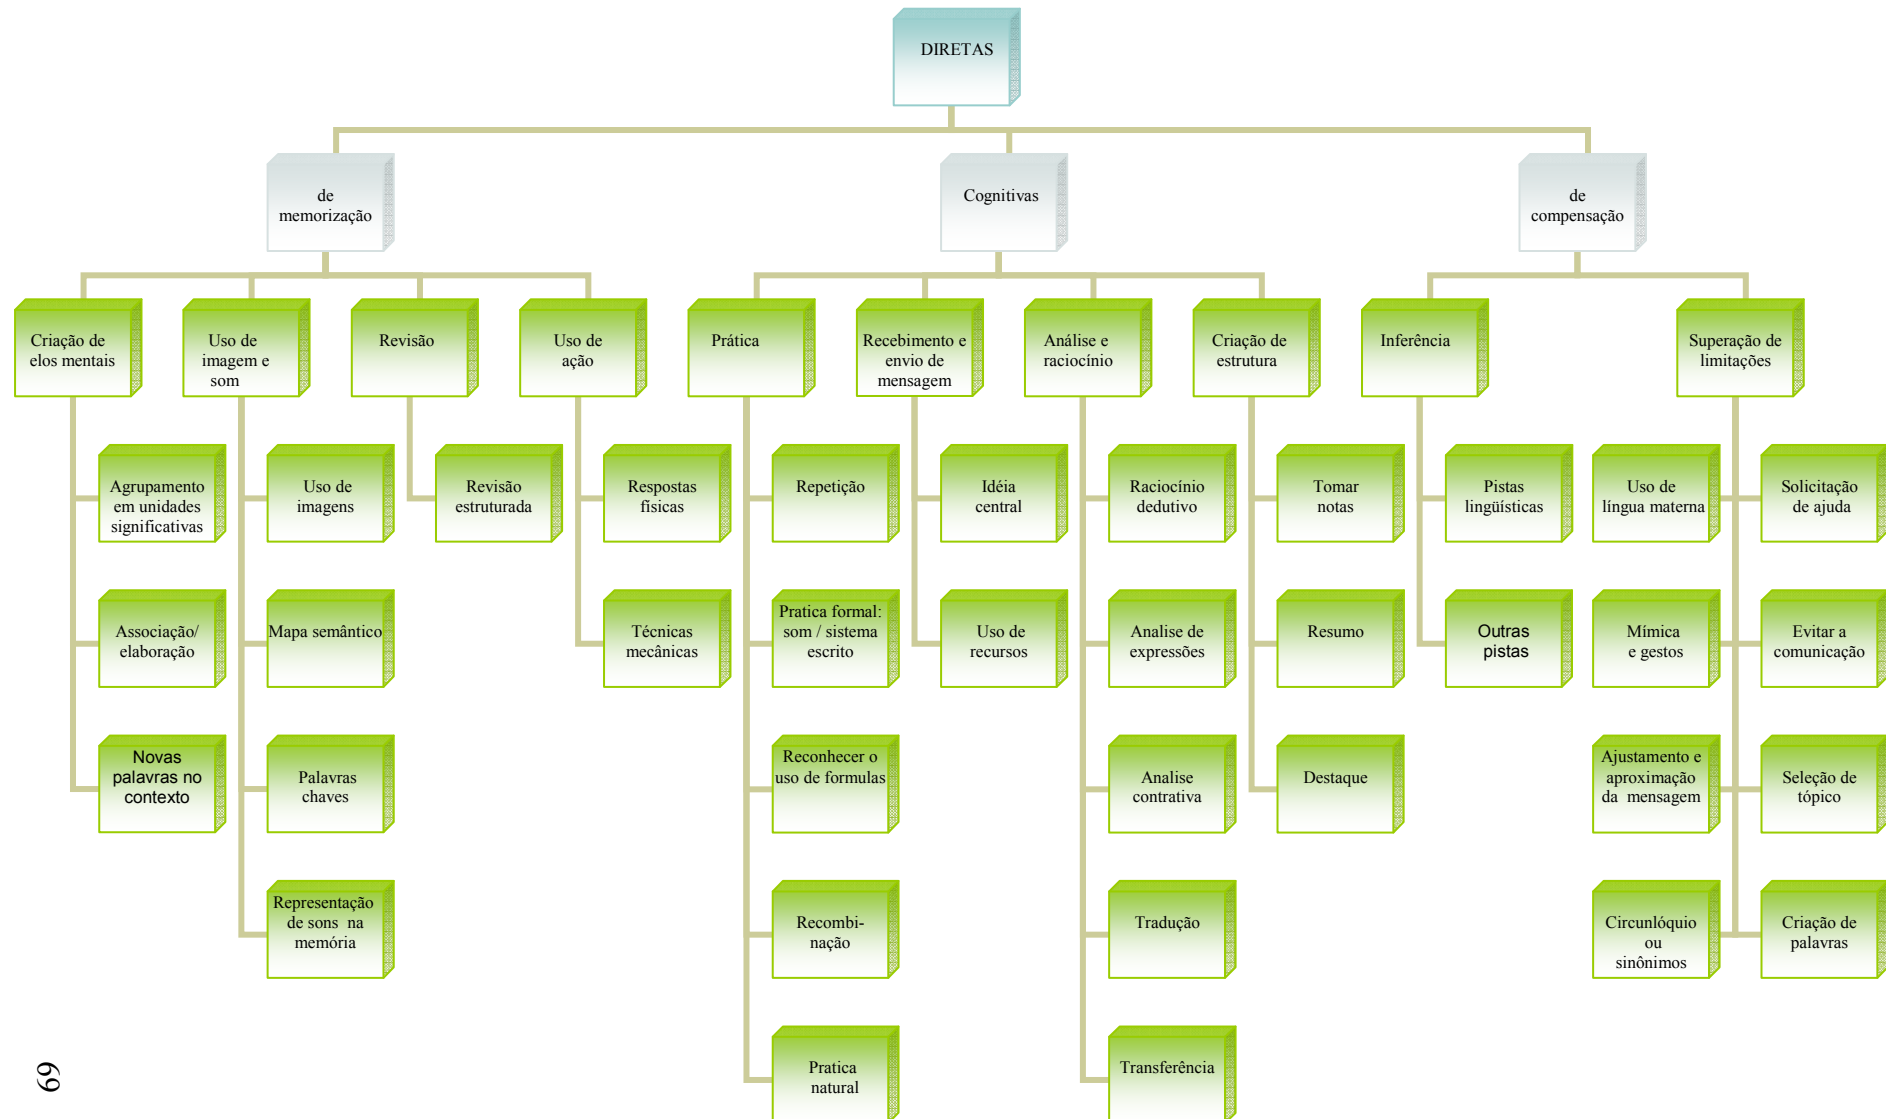 DIRETAS
de
memorização
Cognitivas
de
compensação
Criação de
elos mentais
Uso de
imagem e
som
Revisão
Uso de
ação
Prática
Recebimento e
envio de
mensagem
Análise e
raciocínio
Criação de
estrutura
Inferência
Superação de
limitações
Agrupamento
em unidades
significativas
Uso de
imagens
Revisão
estruturada
Respostas
físicas
Repetição
Idéia
central
Raciocínio
dedutivo
Tomar
notas
Pistas
lingüísticas
Uso de
língua materna
Solicitação
de ajuda
Associação/
elaboração
Mapa semântico
Técnicas
mecânicas
Pratica formal:
som / sistema
escrito
Uso de
recursos
Analise de
expressões
Resumo
Outras
pistas
Mímica
e gestos
Evitar a
comunicação
Novas
palavras no
contexto
Palavras
chaves
Reconhecer o
uso de formulas
Analise
contrativa
Destaque
Ajustamento e
aproximação
da mensagem
Seleção de
tópico
Representação
de sons na
memória
Recombi-
nação
Tradução
Circunlóquio
ou
sinônimos
Criação de
palavras
Pratica
natural
Transferência
69